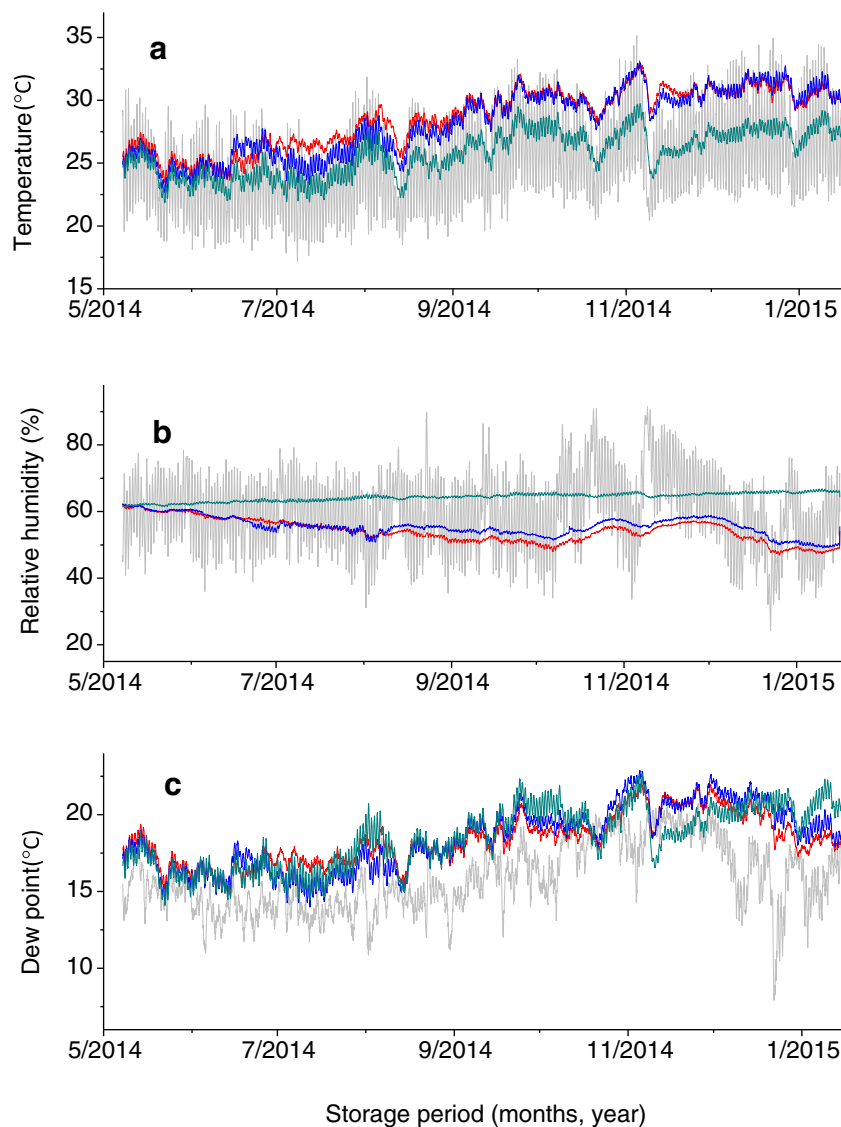 a
Temperature(°C)
35
30
25
20
15
5/2014 7/2014 9/2014 11/2014 1/2015
b
Relative humidity (%)
80
60
40
20
5/2014 7/2014 9/2014 11/2014 1/2015
c
Dew point(°C)
20
15
10
5/2014 7/2014 9/2014 11/2014 1/2015
Storage period (months, year)